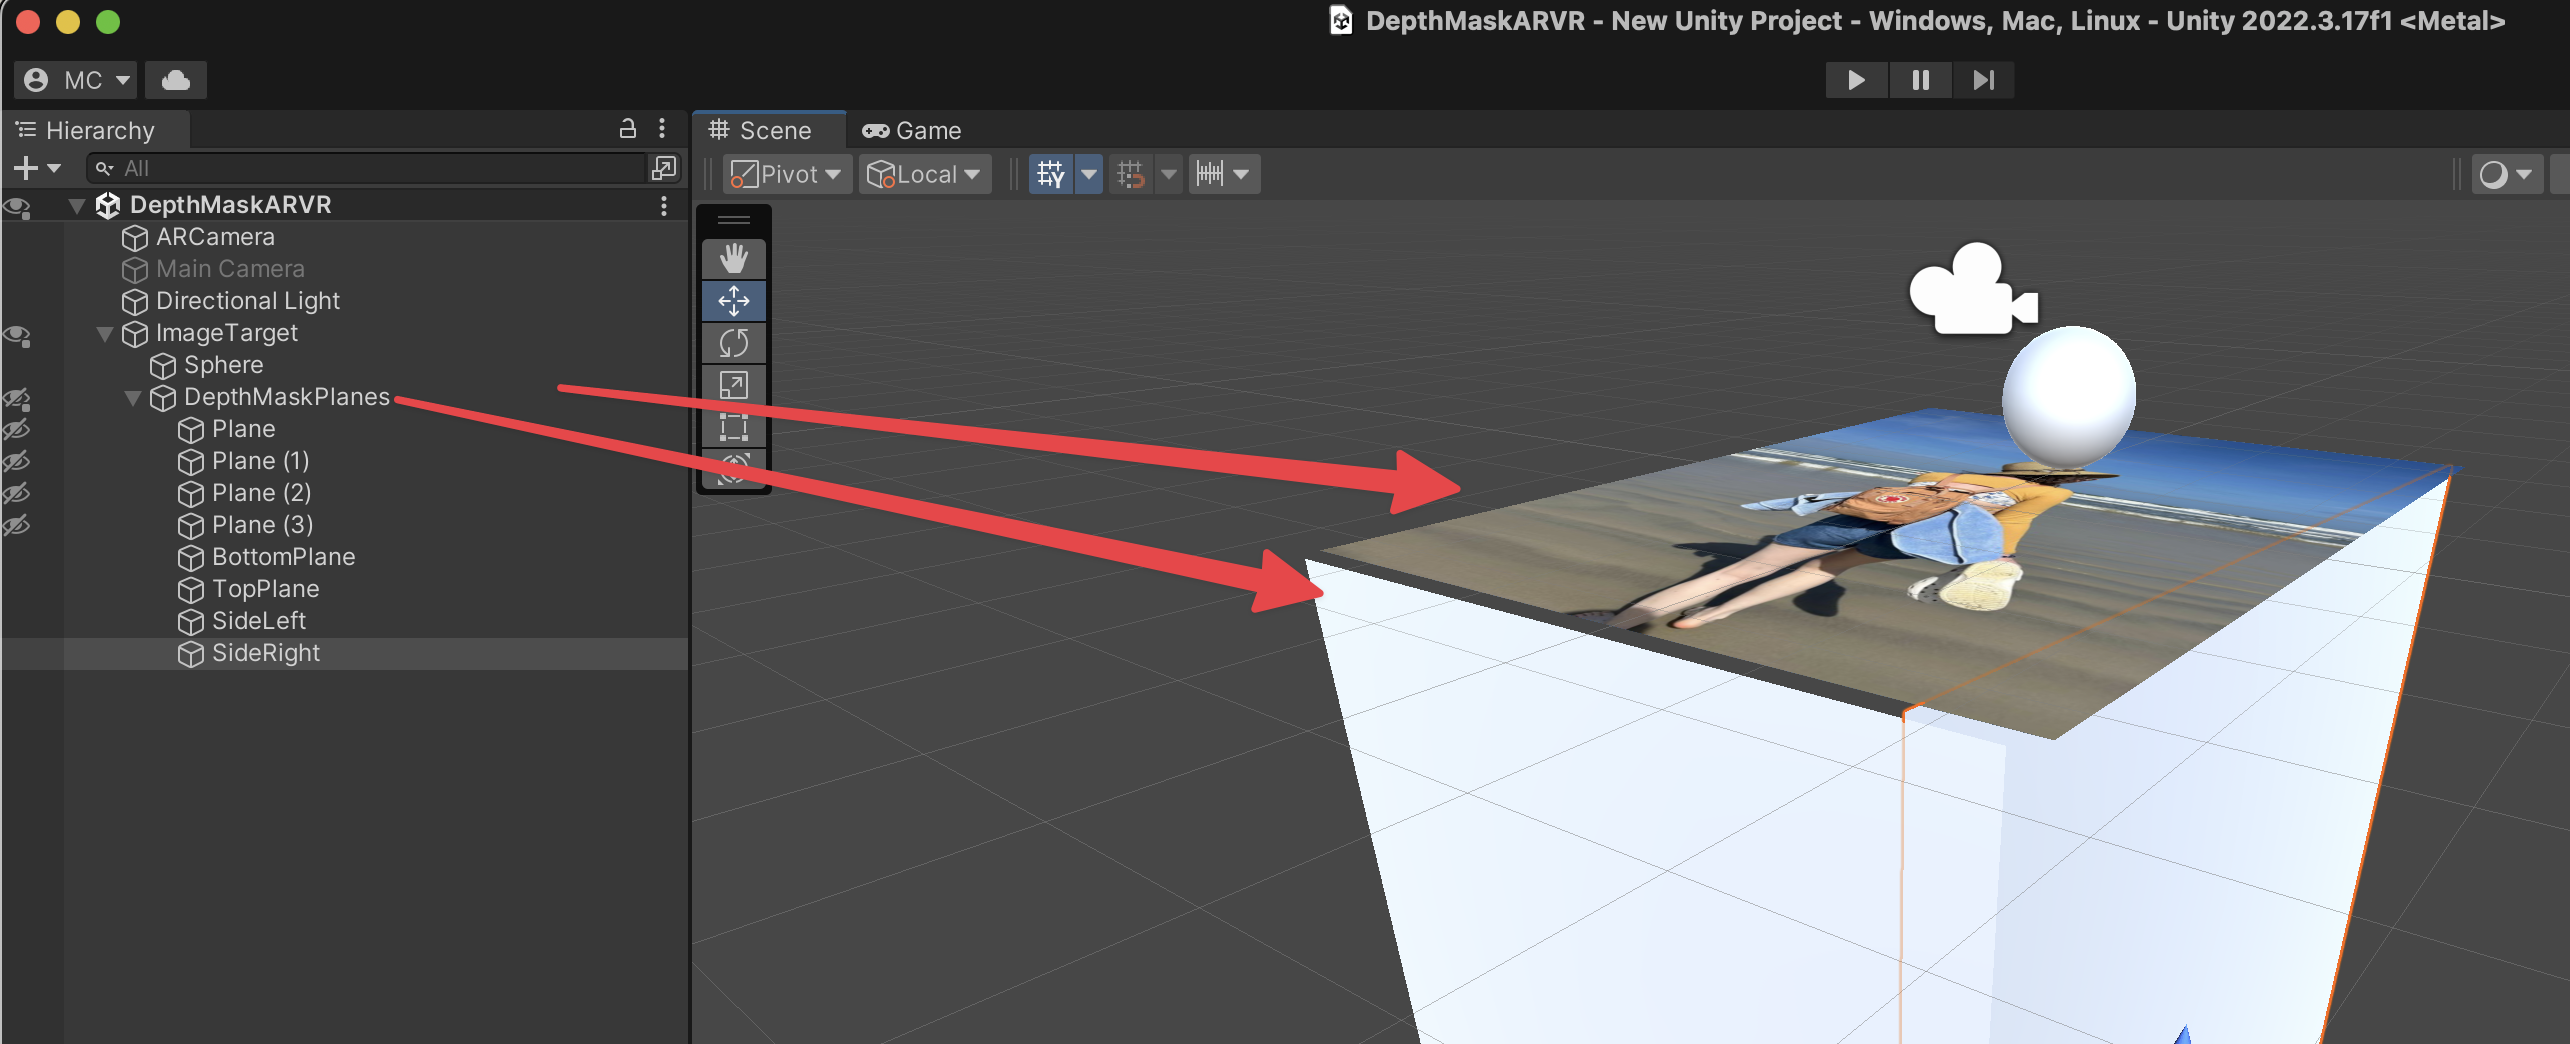 DepthMaskARVR - New Unity Project - Windows, Mac, Linux - Unity 2022.3.17f1 <Metal>
MC
Hierarchy
Scene
Game
All
Pivot
Local
DepthMaskARVR
ARCamera
Main Camera
Directional Light
ImageTarget
Sphere
DepthMaskPlanes
Plane
Plane (1)
Plane (2)
Plane (3)
BottomPlane
TopPlane
SideLeft
SideRight